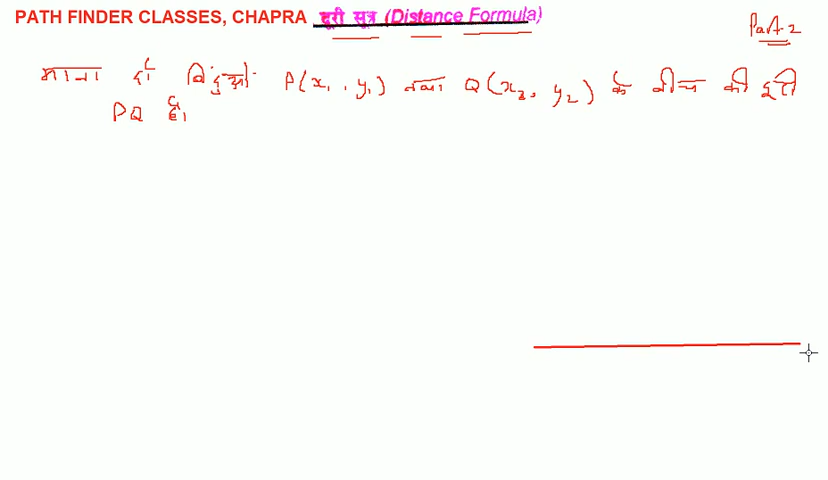 PATH FINDER CLASSES, CHAPRA दूरी सूत्र (Distance Formula)
Part-2
माना दो बिंदुओं P(x₁, y₁) तथा Q(x₂, y₂) के बीच की दूरी
PQ है।